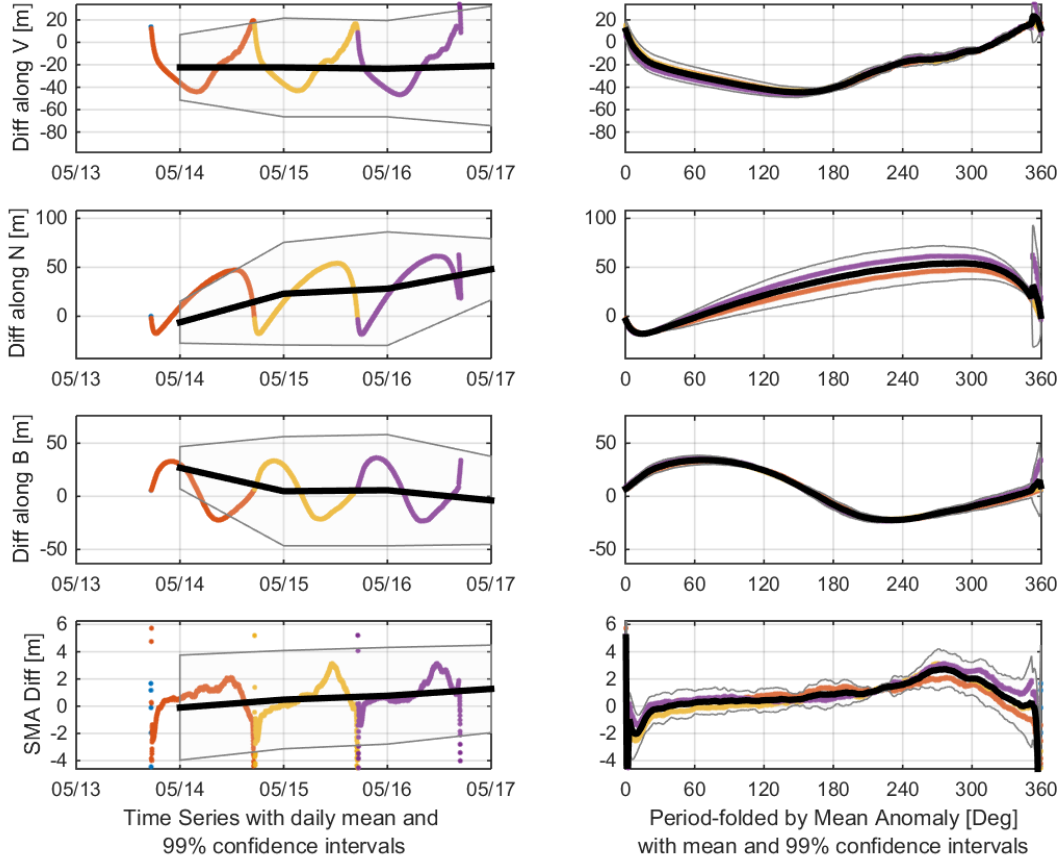 Diff along V [m]
20
0
-20
-40
-60
-80
05/13 05/14 05/15 05/16 05/17
20
0
-20
-40
-60
-80
0 60 120 180 240 300 360
Diff along N [m]
100
50
0
05/13 05/14 05/15 05/16 05/17
100
50
0
0 60 120 180 240 300 360
Diff along B [m]
50
0
-50
05/13 05/14 05/15 05/16 05/17
50
0
-50
0 60 120 180 240 300 360
SMA Diff [m]
6
4
2
0
-2
-4
05/13 05/14 05/15 05/16 05/17
Time Series with daily mean and
99% confidence intervals
6
4
2
0
-2
-4
0 60 120 180 240 300 360
Period-folded by Mean Anomaly [Deg]
with mean and 99% confidence intervals